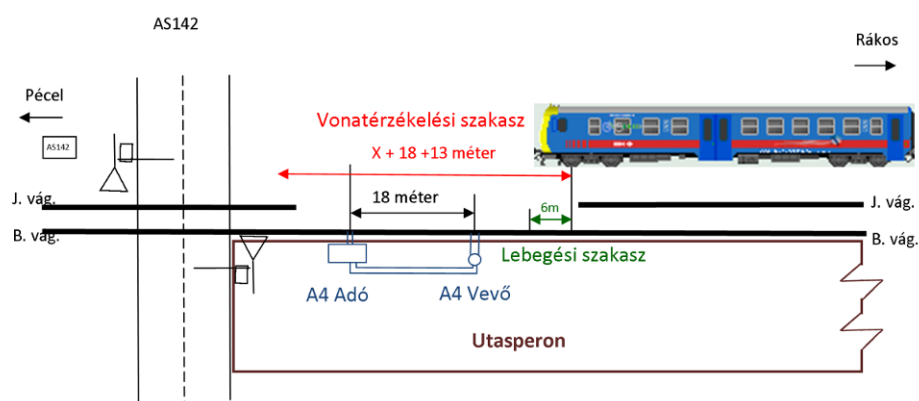 AS142
Rákos
Pécel
AS142
Vonatérzékelési szakasz
X + 18 +13 méter
18 méter
6m
J. vág.
J. vág.
B. vág.
B. vág.
Lebegési szakasz
A4 Adó
A4 Vevő
Utasperon